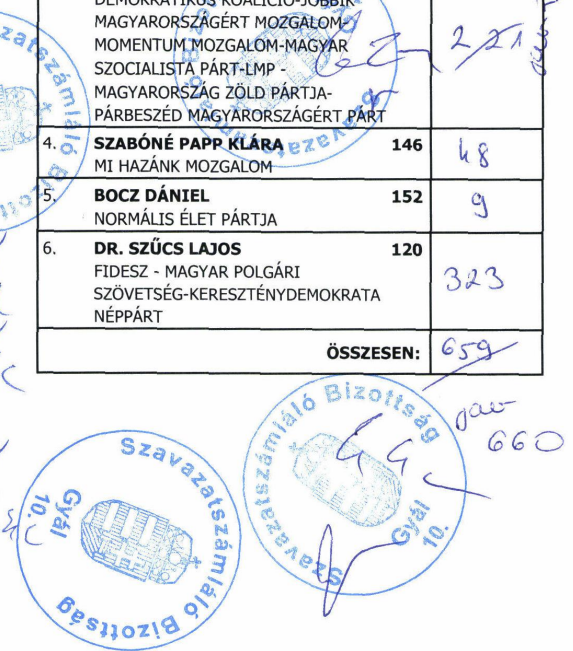 DEMOKRATIKUS KOALÍCIÓ-JOBBIK
MAGYARORSZÁGÉRT MOZGALOM-
MOMENTUM MOZGALOM-MAGYAR
SZOCIALISTA PÁRT-LMP -
MAGYARORSZÁG ZÖLD PÁRTJA-
PÁRBESZÉD MAGYARORSZÁGÉRT PÁRT
4. SZABÓNÉ PAPP KLÁRA 146 48
MI HAZÁNK MOZGALOM
5. BOCZ DÁNIEL 152 9
NORMÁLIS ÉLET PÁRTJA
6. DR. SZŰCS LAJOS 120 323
FIDESZ - MAGYAR POLGÁRI
SZÖVETSÉG-KERESZTÉNYDEMOKRATA
NÉPPÁRT
ÖSSZESEN: 659
jav
660
Szavazatszámláló Bizottság
Gyál
10.
Szavazatszámláló Bizottság
Gyál
10.